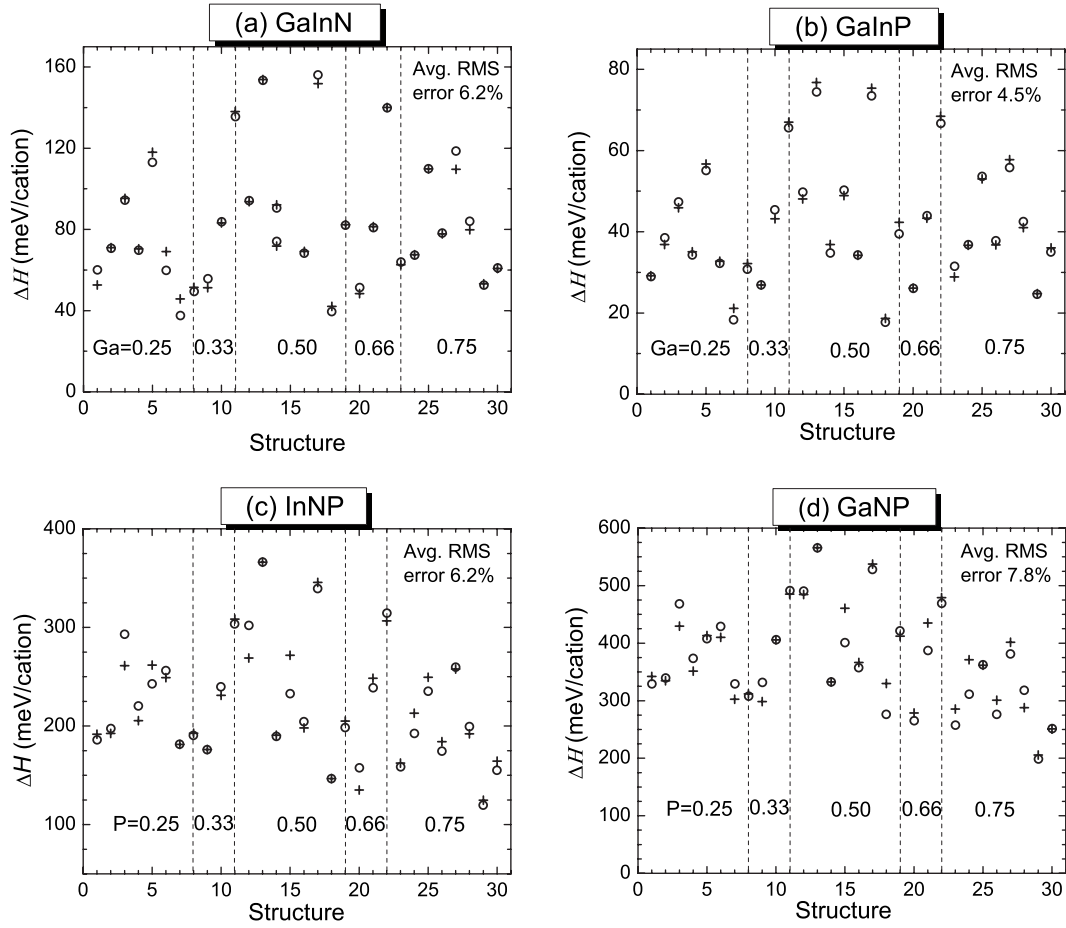 (a) GaInN
Avg. RMS
error 6.2%
160
120
80
40
0
ΔH (meV/cation)
Ga=0.25 0.33 0.50 0.66 0.75
0 5 10 15 20 25 30
Structure
(b) GaInP
Avg. RMS
error 4.5%
80
60
40
20
0
ΔH (meV/cation)
Ga=0.25 0.33 0.50 0.66 0.75
0 5 10 15 20 25 30
Structure
(c) InNP
Avg. RMS
error 6.2%
400
300
200
100
ΔH (meV/cation)
P=0.25 0.33 0.50 0.66 0.75
0 5 10 15 20 25 30
Structure
(d) GaNP
Avg. RMS
error 7.8%
600
500
400
300
200
100
0
ΔH (meV/cation)
P=0.25 0.33 0.50 0.66 0.75
0 5 10 15 20 25 30
Structure